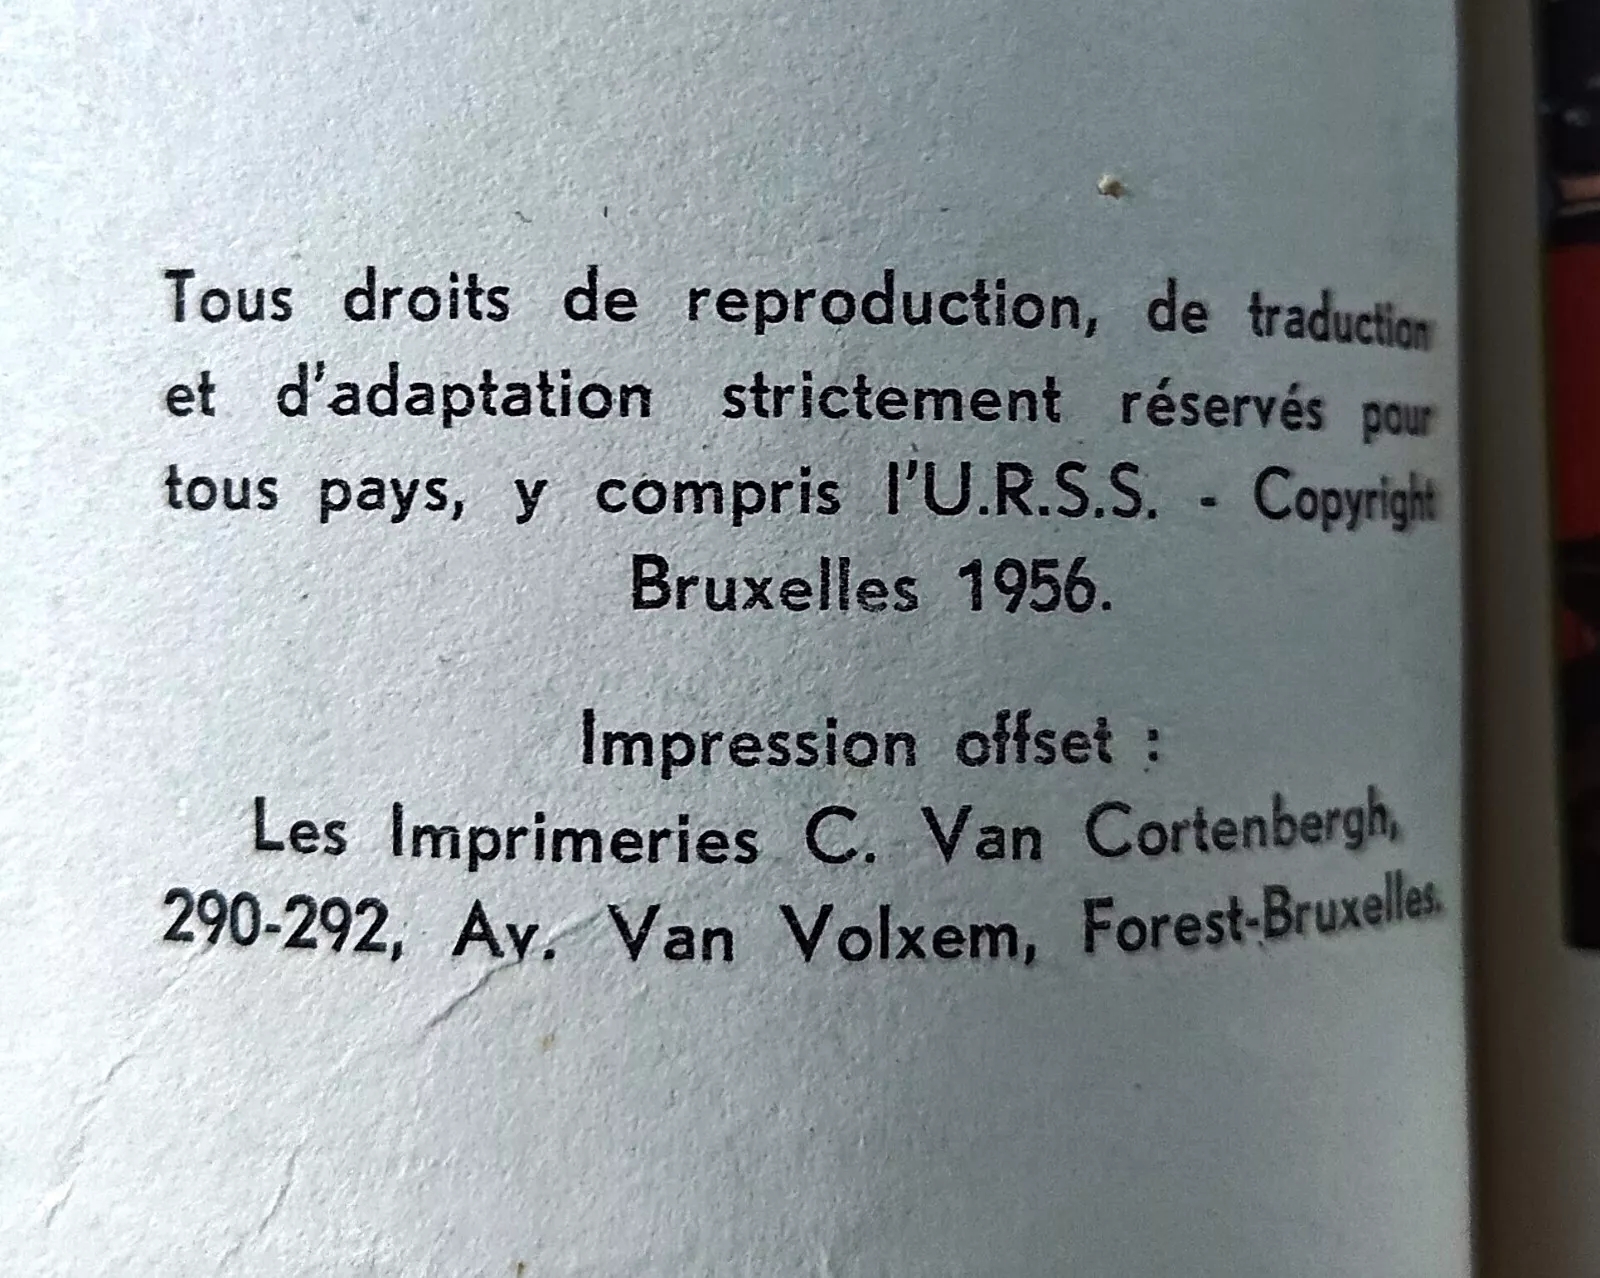 Tous droits de reproduction, de traduction
et d'adaptation strictement réservés pour
tous pays, y compris l'U.R.S.S. - Copyright
Bruxelles 1956.
Impression offset :
Les Imprimeries C. Van Cortenbergh,
290-292, Av. Van Volxem, Forest-Bruxelles.